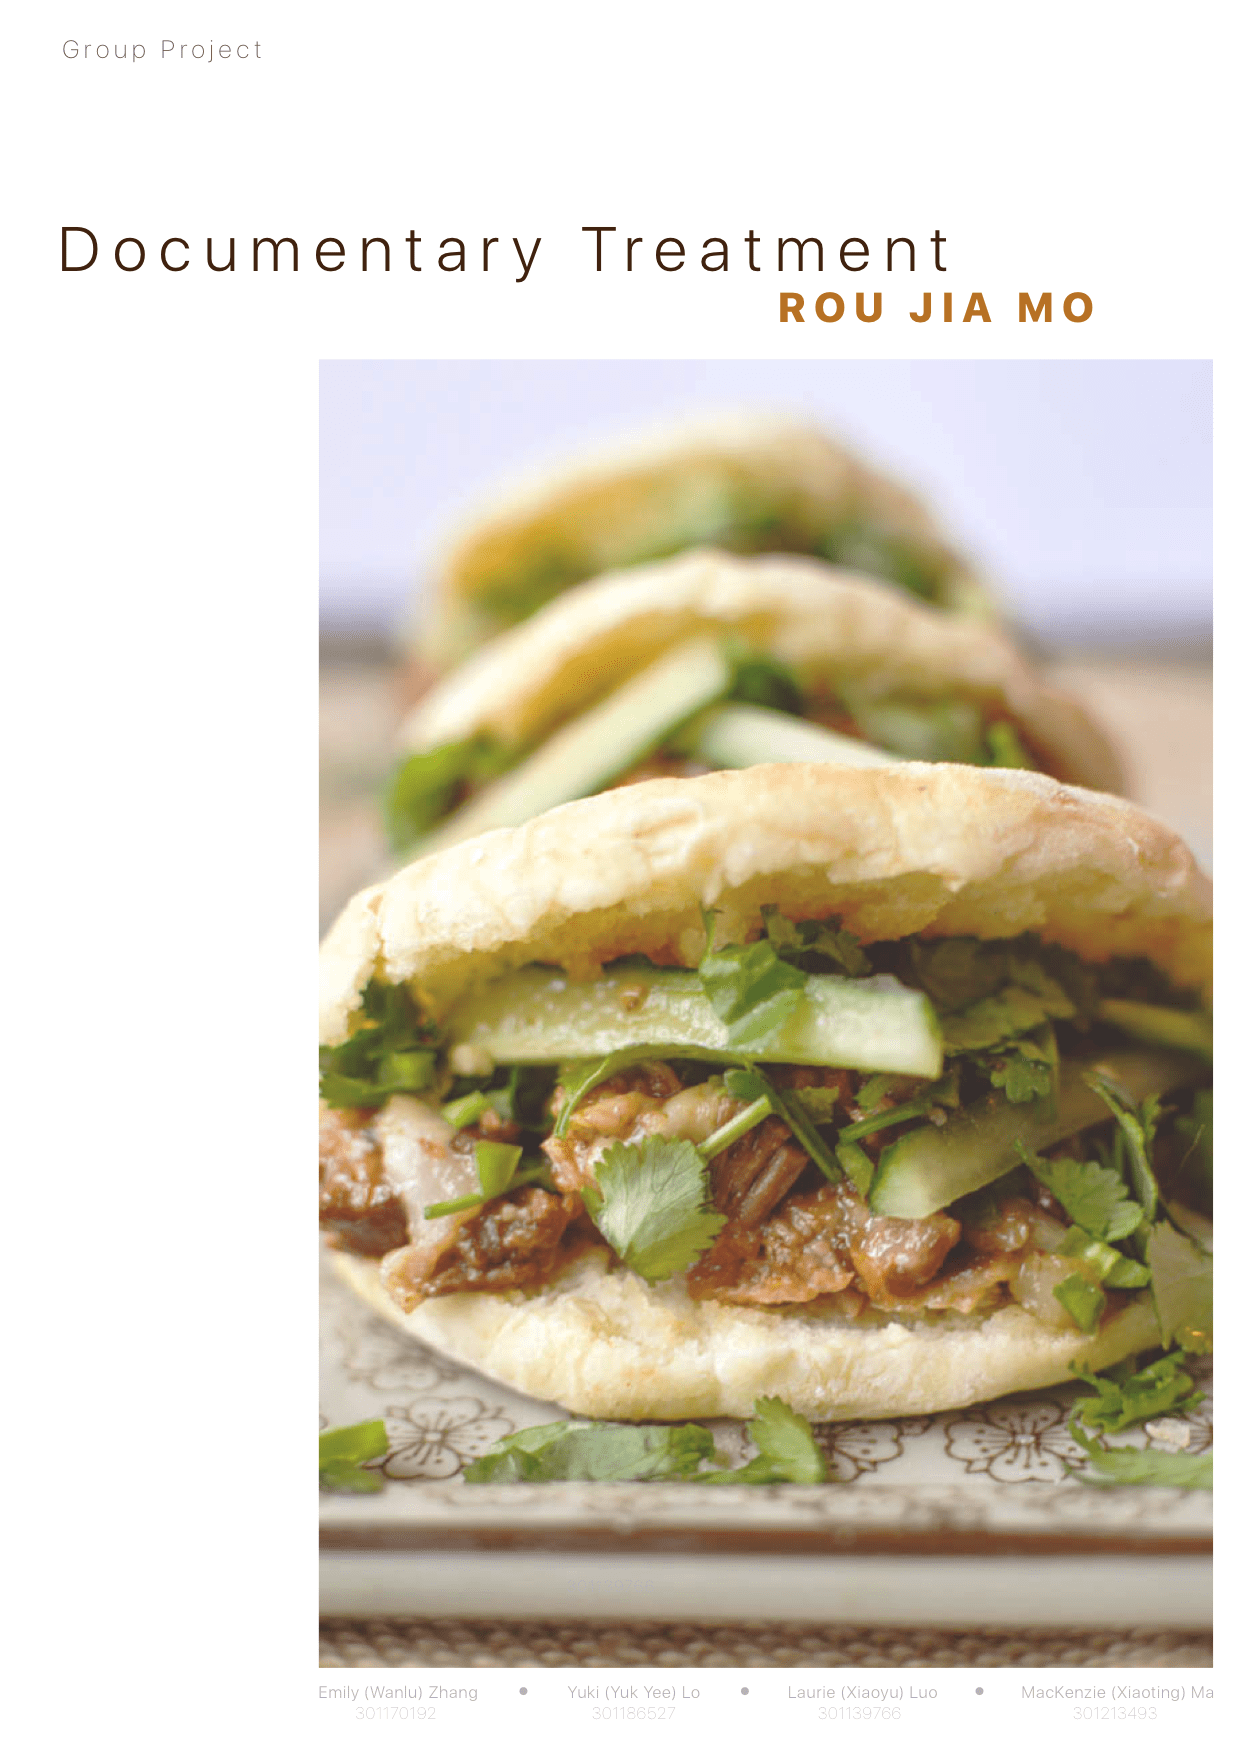 Group Project
Documentary Treatment
ROU JIA MO
Emily (Wanlu) Zhang • Yuki (Yuk Yee) Lo • Laurie (Xiaoyu) Luo • MacKenzie (Xiaoting) Ma
301170192 301186527 301139766 301213493